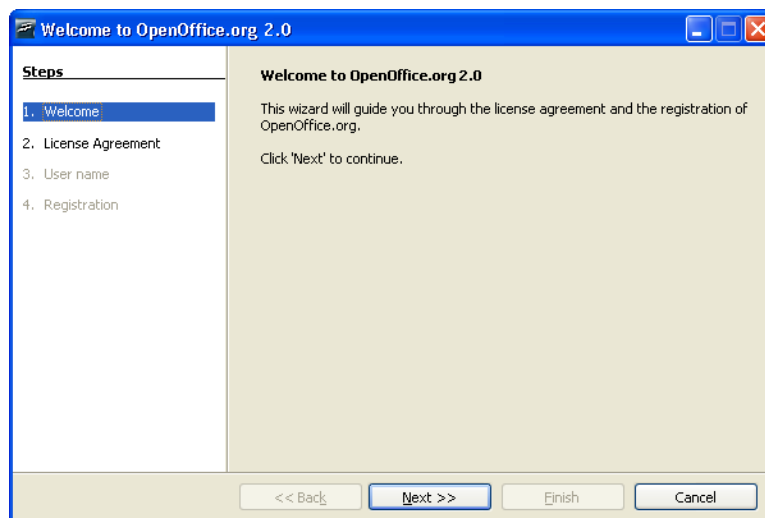 Welcome to OpenOffice.org 2.0
Steps
1. Welcome
2. License Agreement
3. User name
4. Registration
Welcome to OpenOffice.org 2.0
This wizard will guide you through the license agreement and the registration of
OpenOffice.org.
Click 'Next' to continue.
<< Back
Next >>
Finish
Cancel